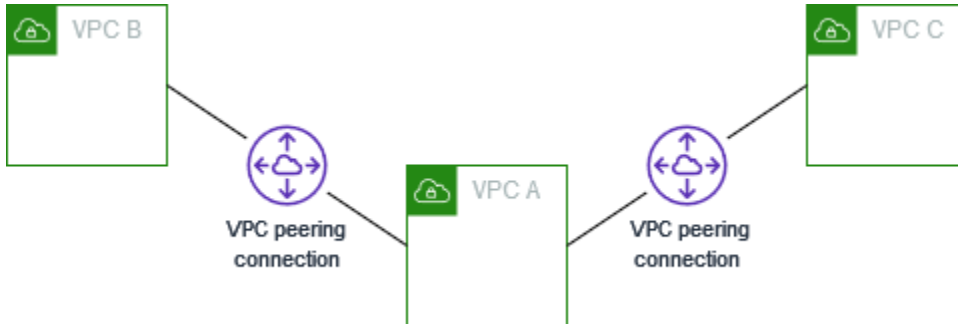 VPC B
VPC C
VPC A
VPC peering
connection
VPC peering
connection